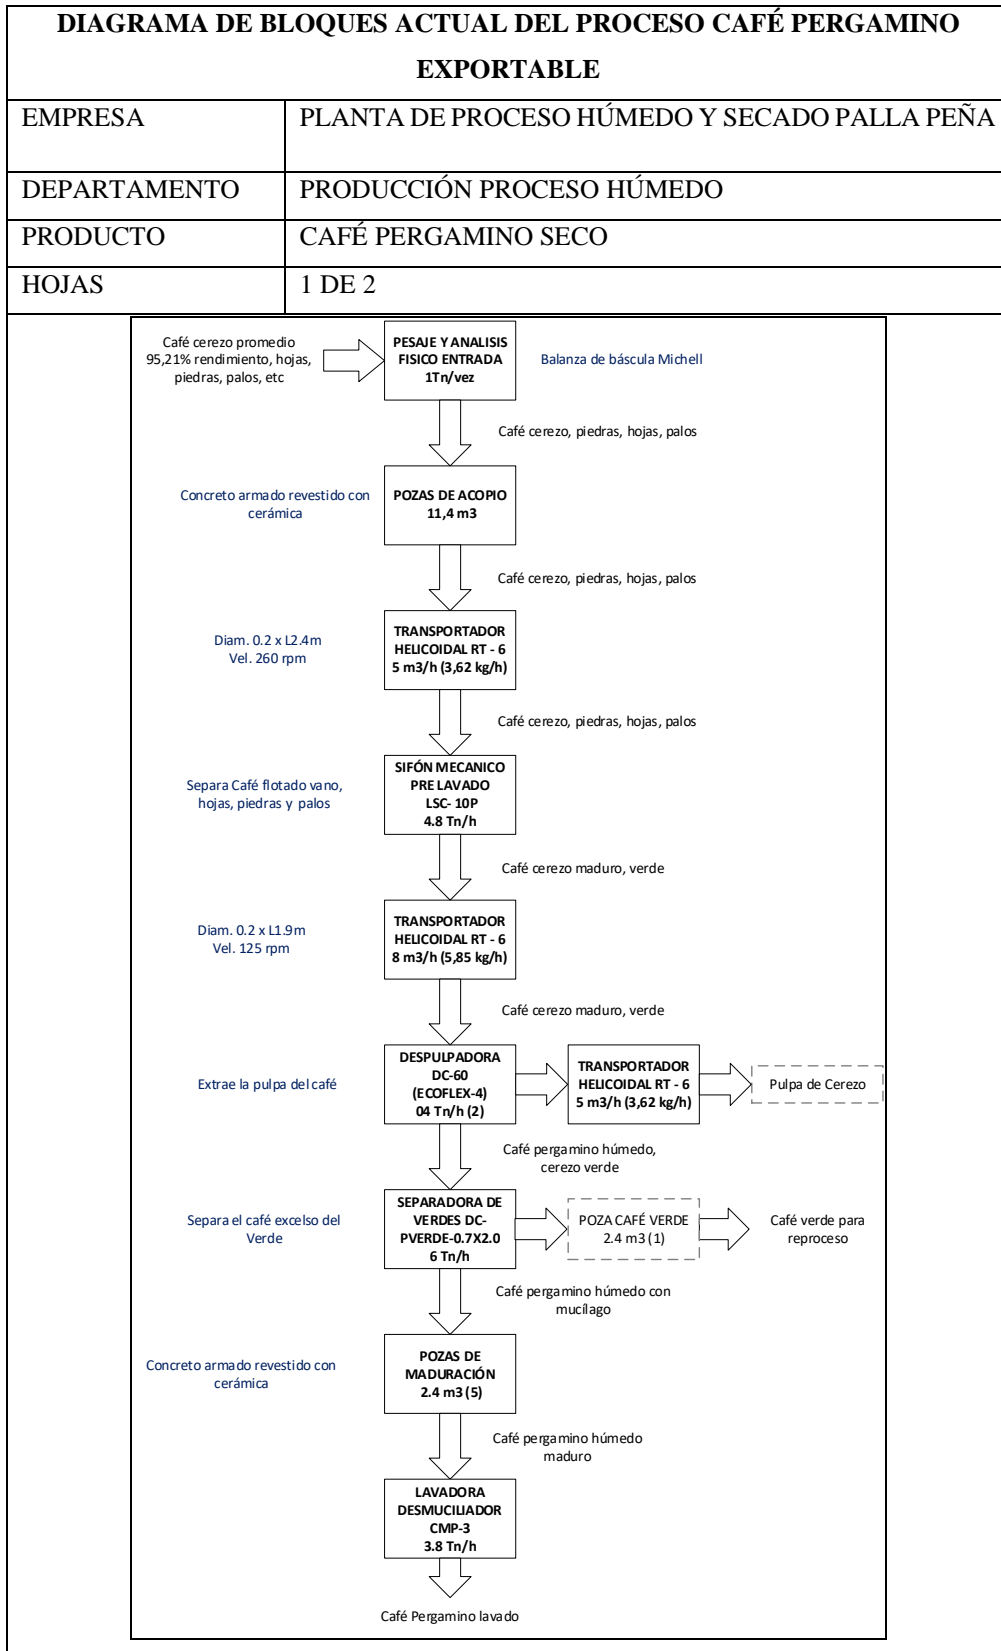 DIAGRAMA DE BLOQUES ACTUAL DEL PROCESO CAFÉ PERGAMINO
EXPORTABLE
EMPRESA
PLANTA DE PROCESO HÚMEDO Y SECADO PALLA PEÑA
DEPARTAMENTO
PRODUCCIÓN PROCESO HÚMEDO
PRODUCTO
CAFÉ PERGAMINO SECO
HOJAS
1 DE 2
Café cerezo promedio
95,21% rendimiento, hojas,
piedras, palos, etc
PESAJE Y ANALISIS
FISICO ENTRADA
1Tn/vez
Balanza de báscula Michell
Café cerezo, piedras, hojas, palos
Concreto armado revestido con
cerámica
POZAS DE ACOPIO
11,4 m3
Café cerezo, piedras, hojas, palos
Diam. 0.2 x L2.4m
Vel. 260 rpm
TRANSPORTADOR
HELICOIDAL RT - 6
5 m3/h (3,62 kg/h)
Café cerezo, piedras, hojas, palos
Separa Café flotado vano,
hojas, piedras y palos
SIFÓN MECANICO
PRE LAVADO
LSC- 10P
4.8 Tn/h
Café cerezo maduro, verde
Diam. 0.2 x L1.9m
Vel. 125 rpm
TRANSPORTADOR
HELICOIDAL RT - 6
8 m3/h (5,85 kg/h)
Café cerezo maduro, verde
Extrae la pulpa del café
DESPULPADORA
DC-60
(ECOFLEX-4)
04 Tn/h (2)
TRANSPORTADOR
HELICOIDAL RT - 6
5 m3/h (3,62 kg/h)
Pulpa de Cerezo
Café pergamino húmedo,
cerezo verde
Separa el café excelso del
Verde
SEPARADORA DE
VERDES DC-
PVERDE-0.7X2.0
6 Tn/h
POZA CAFÉ VERDE
2.4 m3 (1)
Café verde para
reproceso
Café pergamino húmedo con
mucílago
Concreto armado revestido con
cerámica
POZAS DE
MADURACIÓN
2.4 m3 (5)
Café pergamino húmedo
maduro
LAVADORA
DESMUCILIADOR
CMP-3
3.8 Tn/h
Café Pergamino lavado